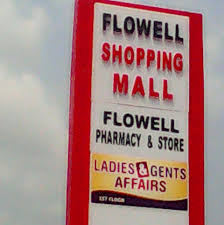 FLOWELL
SHOPPING
MALL
FLOWELL
PHARMACY & STORE
LADIES & GENTS
AFFAIRS
1ST FLOOR